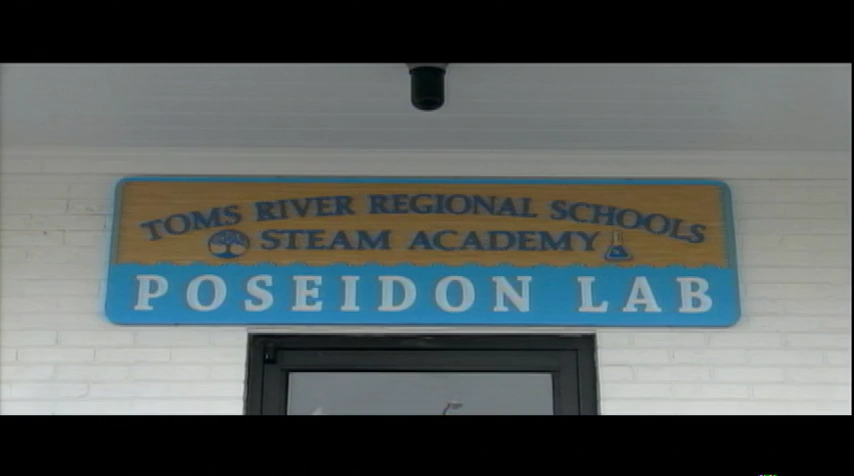 TOMS RIVER REGIONAL SCHOOLS
STEAM ACADEMY
POSEIDON LAB